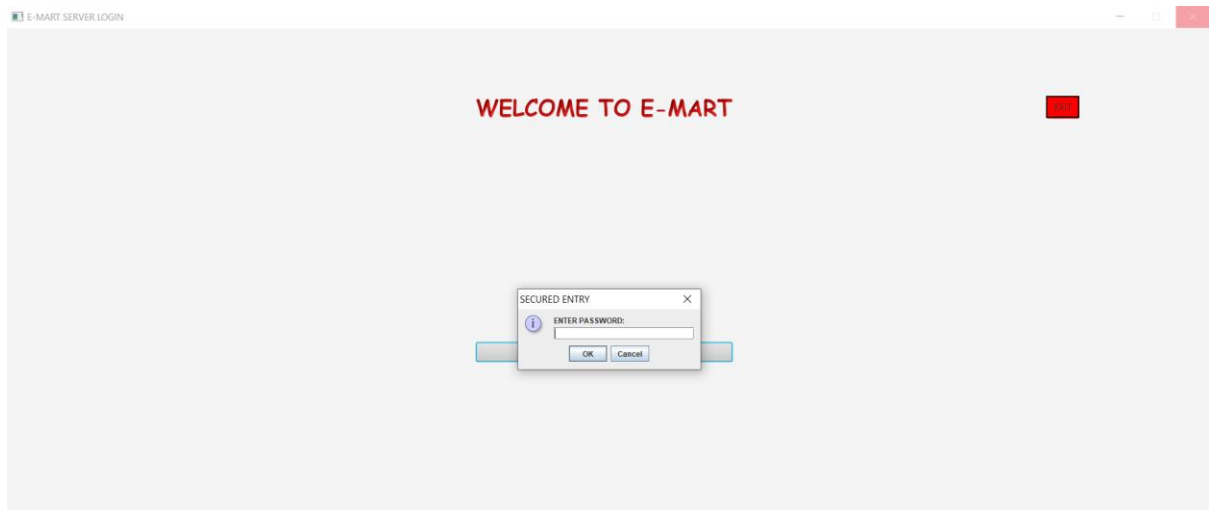 E-MART SERVER LOGIN
WELCOME TO E-MART
EXIT
SECURED ENTRY
ENTER PASSWORD:
OK Cancel